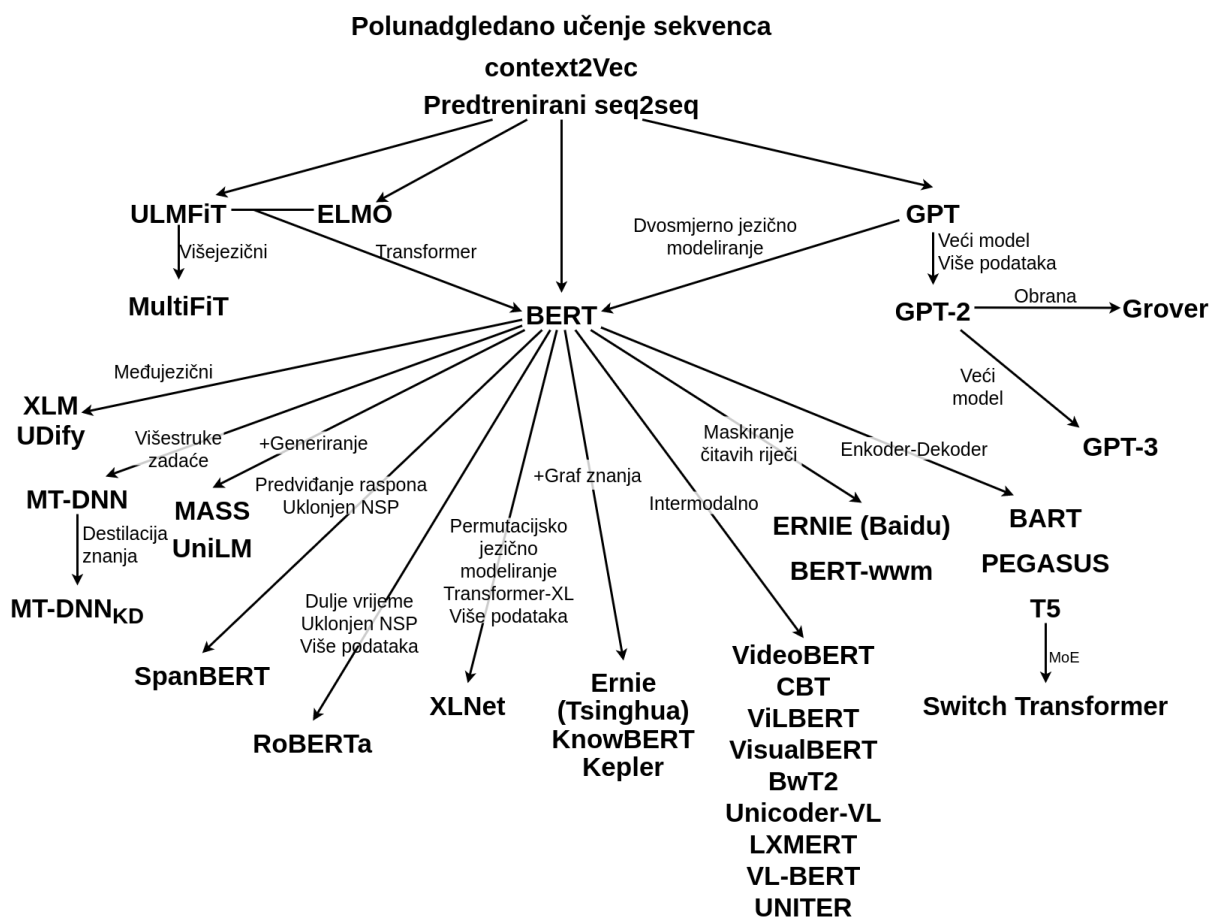 Polunadgledano učenje sekvenca
context2Vec
Predtrenirani seq2seq
ULMFiT
ELMO
GPT
Višejezični
Transformer
Dvosmjerno jezično
modeliranje
Veći model
Više podataka
MultiFiT
BERT
GPT-2
Obrana
Grover
Međujezični
XLM
UDify
Veći
model
GPT-3
Višestruke
zadaće
+Generiranje
Predviđanje raspona
Uklonjen NSP
+Graf znanja
Intermodalno
Maskiranje
čitavih riječi
Enkoder-Dekoder
MT-DNN
Destilacija
znanja
MT-DNNKD
MASS
UniLM
Permutacijsko
jezično
modeliranje
Transformer-XL
Više podataka
Dulje vrijeme
Uklonjen NSP
Više podataka
ERNIE (Baidu)
BERT-wwm
BART
PEGASUS
T5
MoE
Switch Transformer
SpanBERT
RoBERTa
XLNet
Ernie
(Tsinghua)
KnowBERT
Kepler
VideoBERT
CBT
ViLBERT
VisualBERT
BwT2
Unicoder-VL
LXMERT
VL-BERT
UNITER